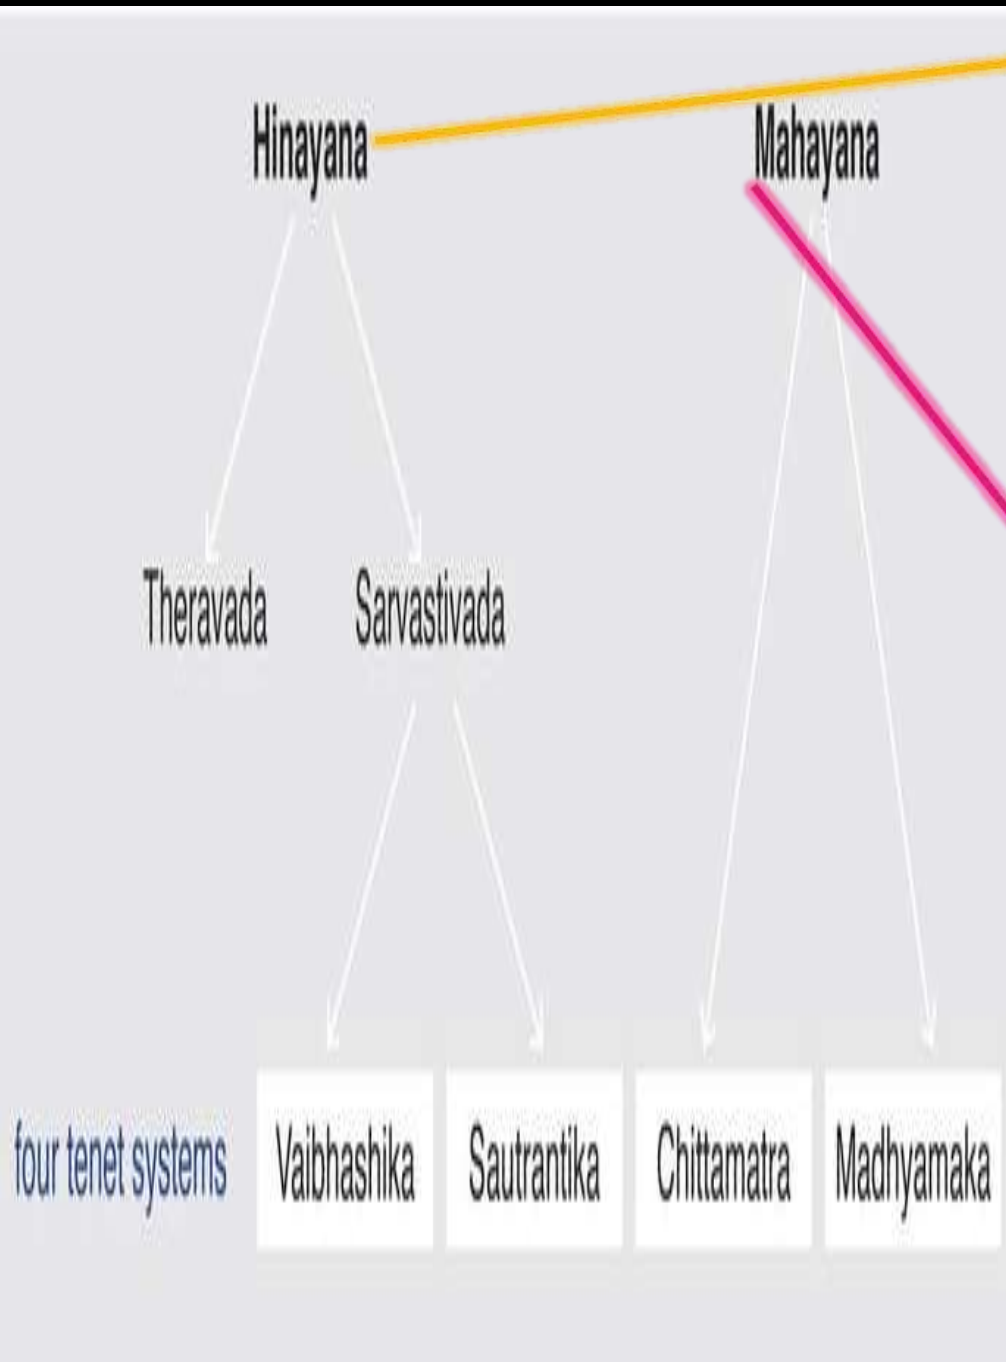 Hinayana Mahayana
Theravada Sarvastivada
four tenet systems Vaibhashika Sautrantika Chittamatra Madhyamaka